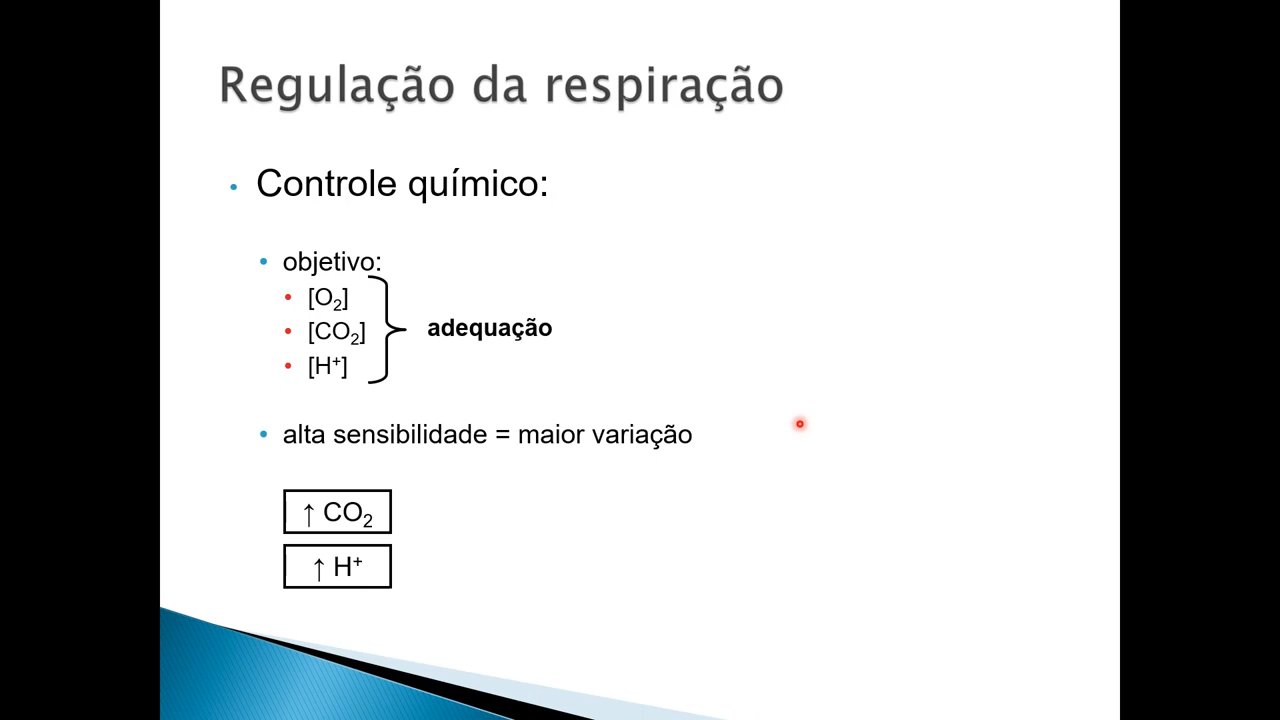 Regulação da respiração
• Controle químico:
• objetivo:
• [O₂]
• [CO₂]
• [H⁺]
adequação
• alta sensibilidade = maior variação
↑ CO₂
↑ H⁺